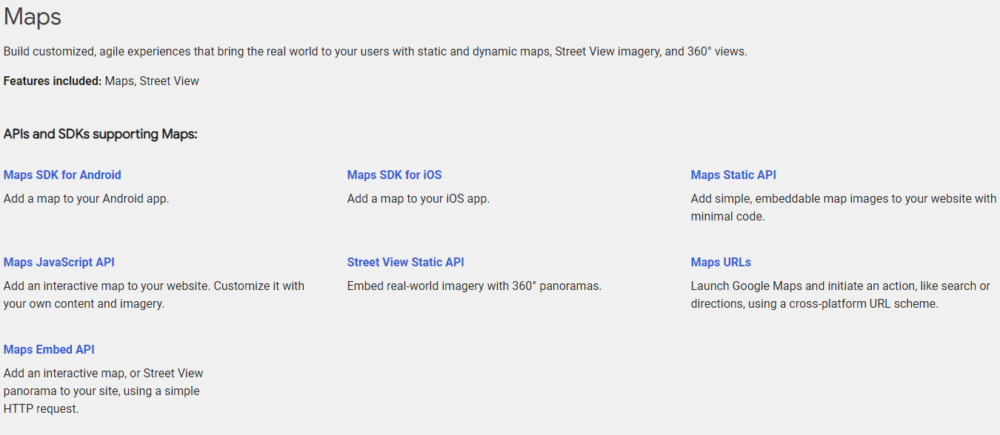 Maps
Build customized, agile experiences that bring the real world to your users with static and dynamic maps, Street View imagery, and 360° views.
Features included: Maps, Street View
APIs and SDKs supporting Maps:
Maps SDK for Android
Add a map to your Android app.
Maps SDK for iOS
Add a map to your iOS app.
Maps Static API
Add simple, embeddable map images to your website with
minimal code.
Maps JavaScript API
Add an interactive map to your website. Customize it with
your own content and imagery.
Street View Static API
Embed real-world imagery with 360° panoramas.
Maps URLs
Launch Google Maps and initiate an action, like search or
directions, using a cross-platform URL scheme.
Maps Embed API
Add an interactive map, or Street View
panorama to your site, using a simple
HTTP request.